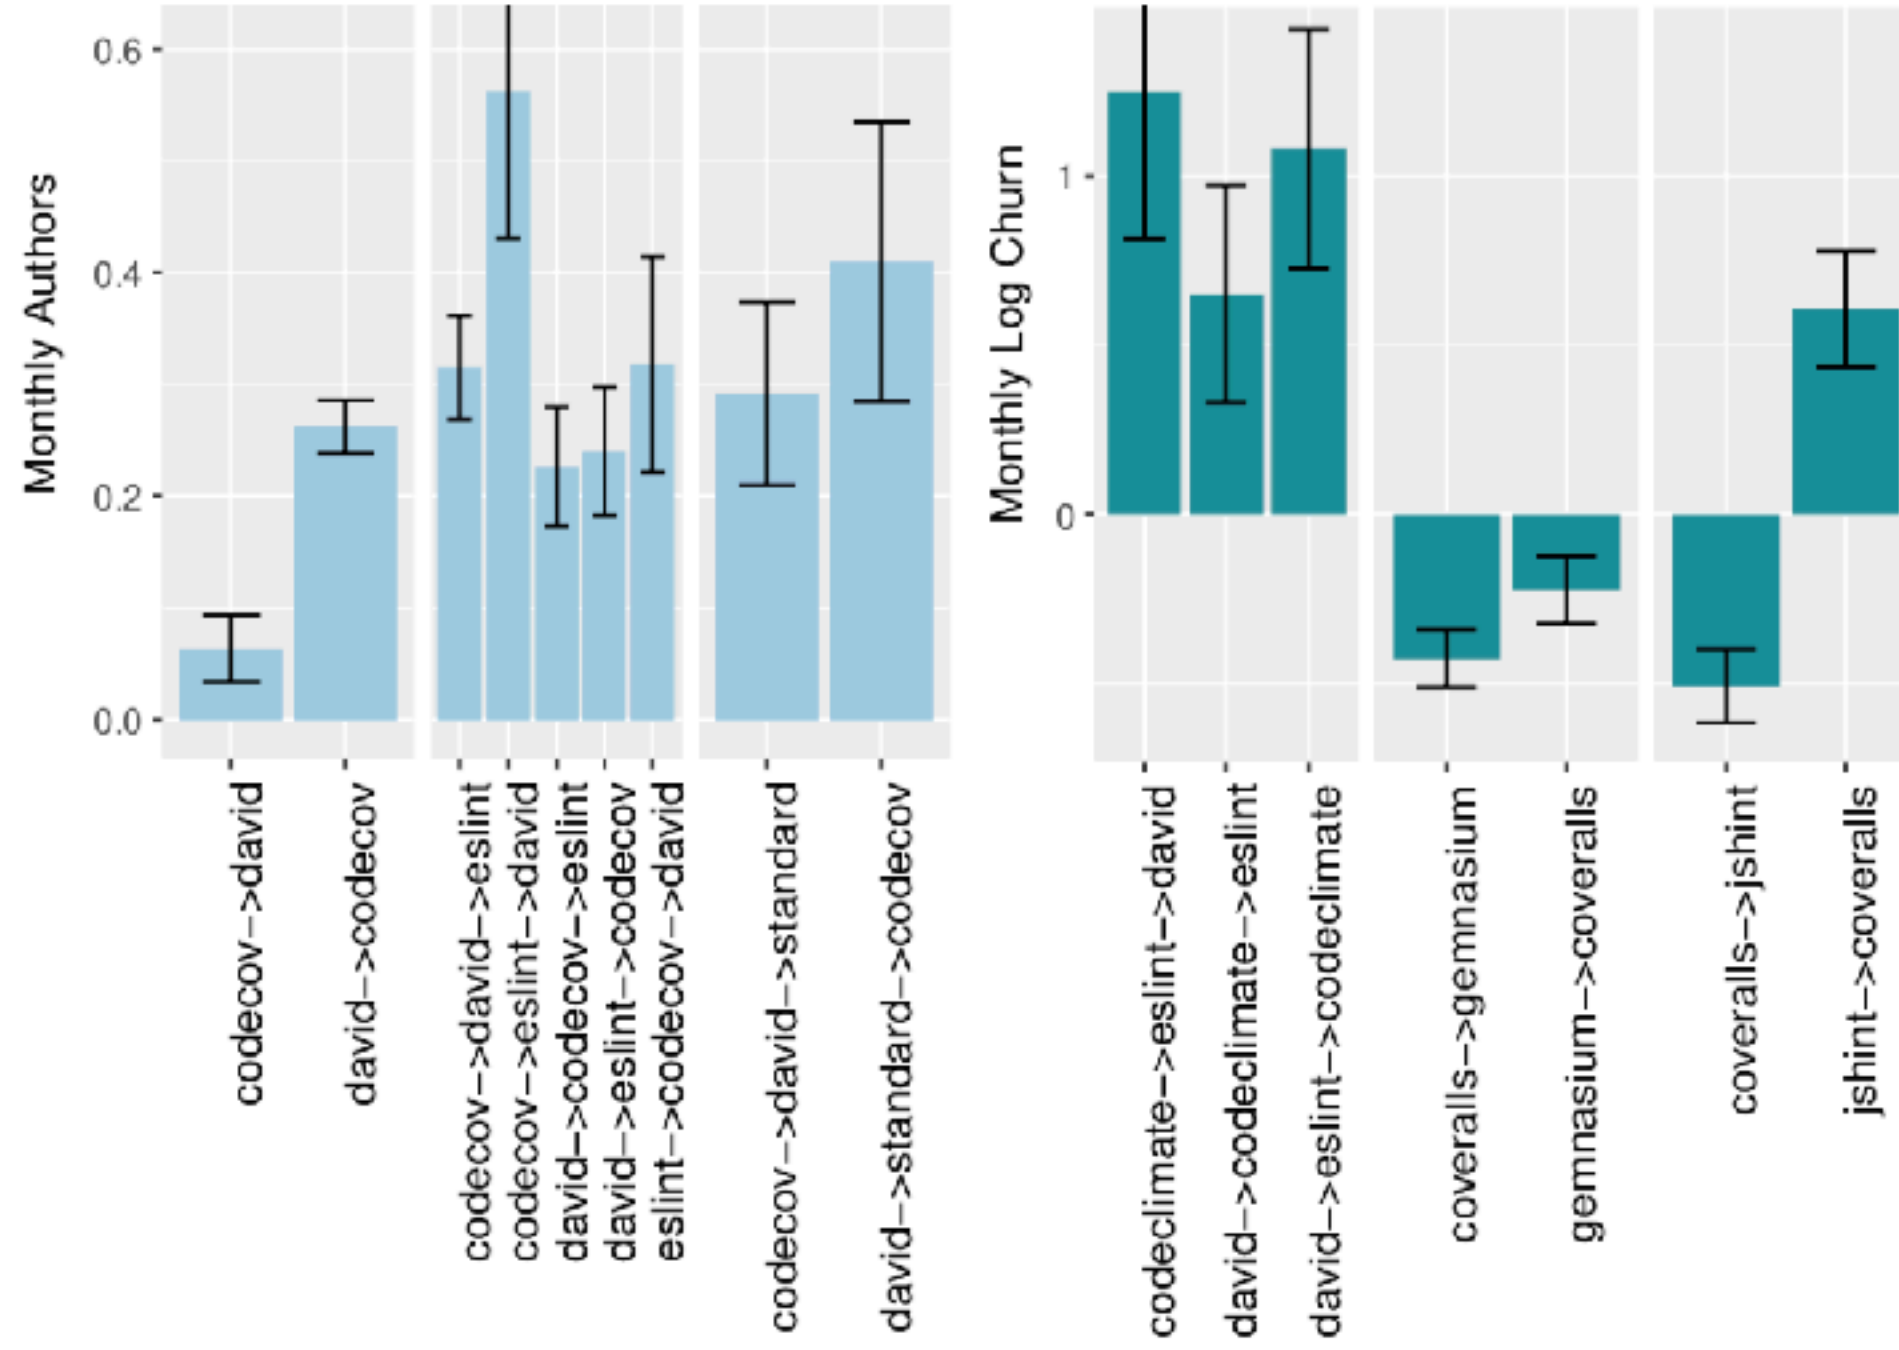 Monthly Authors
0.6
0.4
0.2
0.0
codecov->david
david->codecov
codecov->david->eslint
codecov->eslint->david
david->codecov->eslint
david->eslint->codecov
eslint->codecov->david
codecov->david->standard
david->standard->codecov
Monthly Log Churn
1
0
codeclimate->eslint->david
david->codeclimate->eslint
david->eslint->codeclimate
coveralls->gemnasium
gemnasium->coveralls
coveralls->jshint
jshint->coveralls